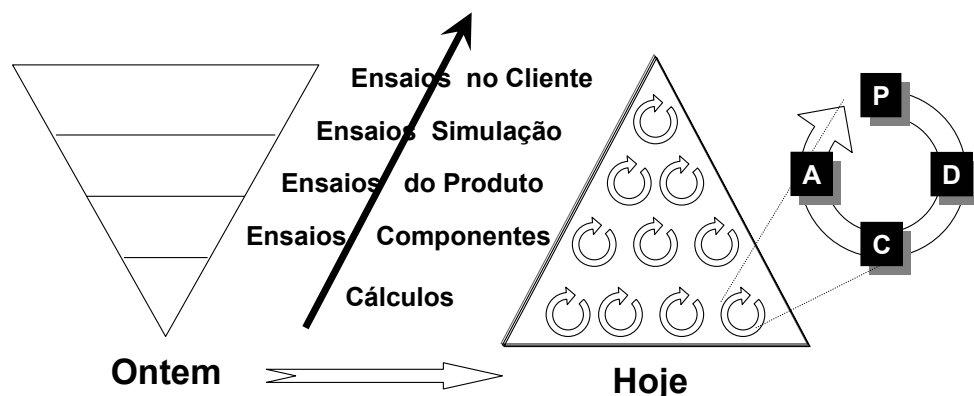 Ensaios no Cliente
Ensaios Simulação
Ensaios do Produto
Ensaios Componentes
Cálculos
Ontem
Hoje
P
A
D
C